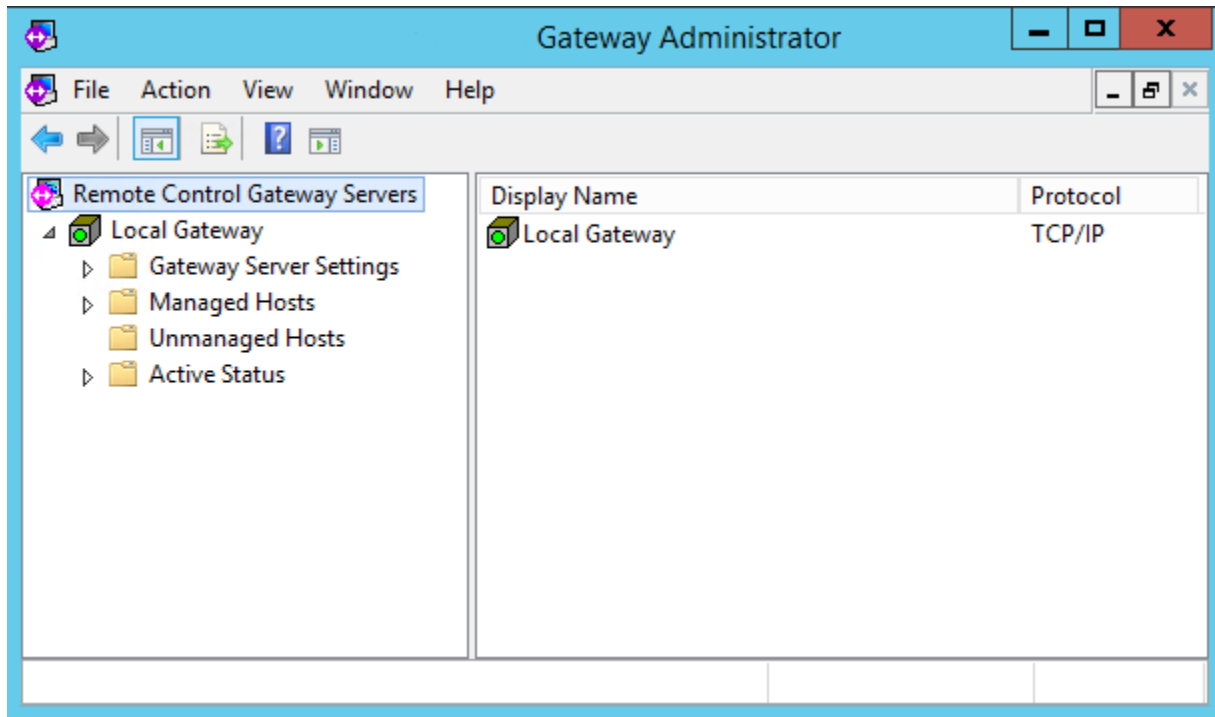 Gateway Administrator
File Action View Window Help
Remote Control Gateway Servers
Local Gateway
Gateway Server Settings
Managed Hosts
Unmanaged Hosts
Active Status
Display Name Protocol
Local Gateway TCP/IP